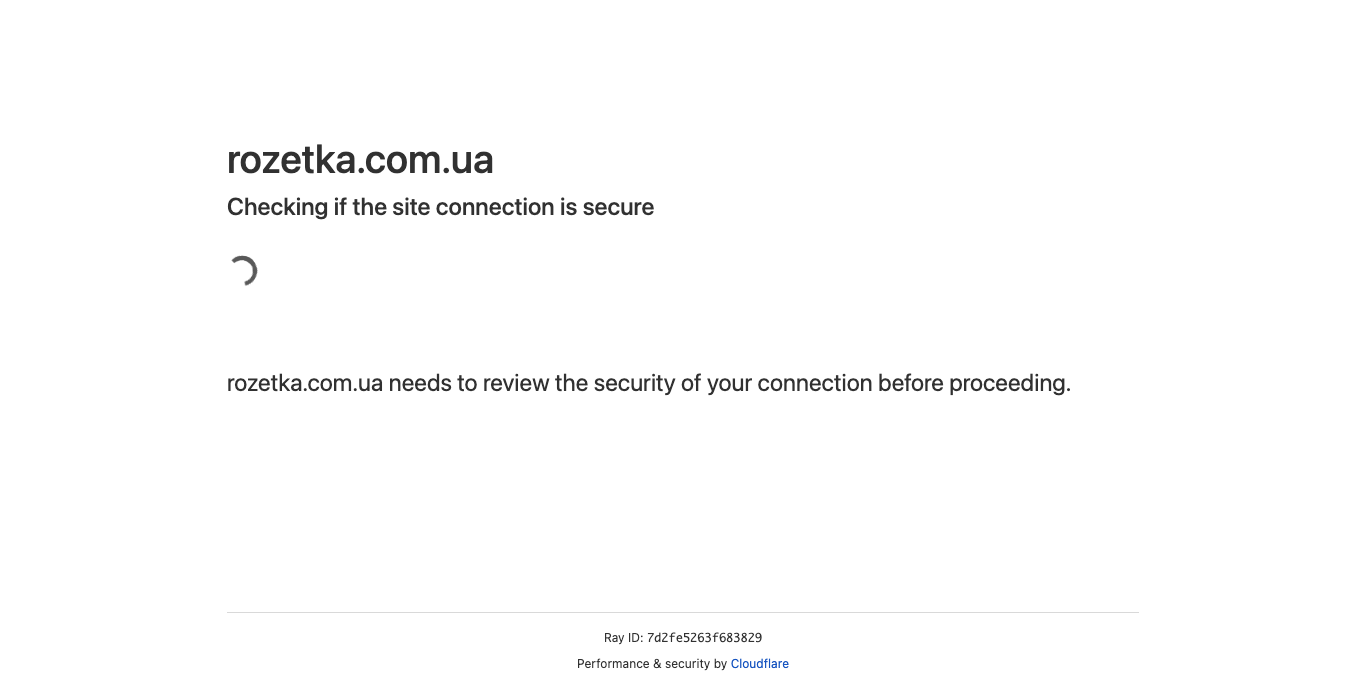 rozetka.com.ua
Checking if the site connection is secure
rozetka.com.ua needs to review the security of your connection before proceeding.
Ray ID: 7d2fe5263f683829
Performance & security by Cloudflare